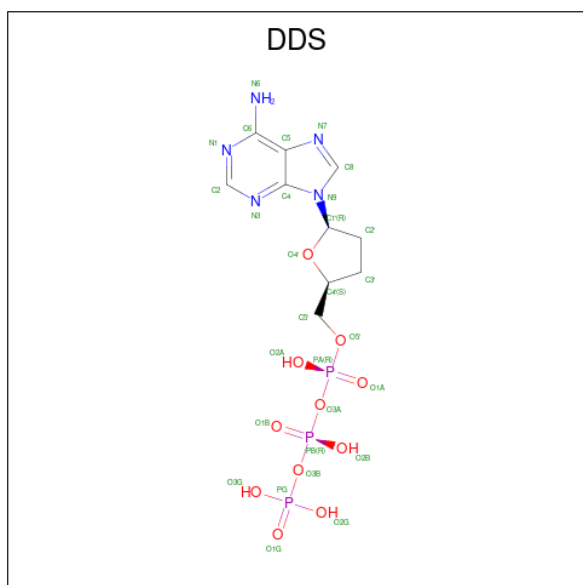 DDS
N6
NH2
C6
N1
N
C5
N7
N
C8
C2
N
N3
C4
N
N9
C1'(R)
C2'
O4'
O
C3'
C4'(S)
C5'
O
O5'
O2A
HO
PA(R)
P
O
O1A
O
O3A
O1B
O
P
OH
O2B
PB(R)
O
O3B
O3G
HO
PG
P
OH
O2G
O
O1G